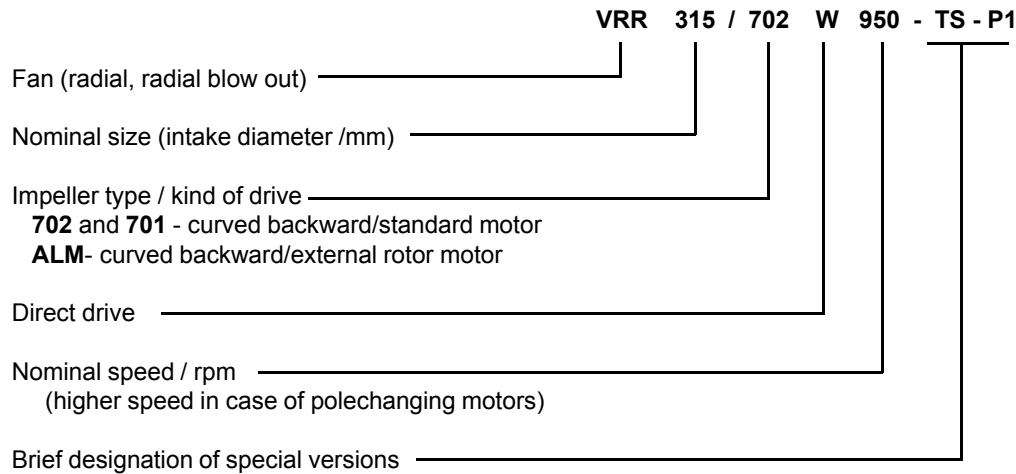 VRR 315 / 702 W 950 - TS - P1
Fan (radial, radial blow out)
Nominal size (intake diameter /mm)
Impeller type / kind of drive
702 and 701 - curved backward/standard motor
ALM- curved backward/external rotor motor
Direct drive
Nominal speed / rpm
(higher speed in case of polechanging motors)
Brief designation of special versions